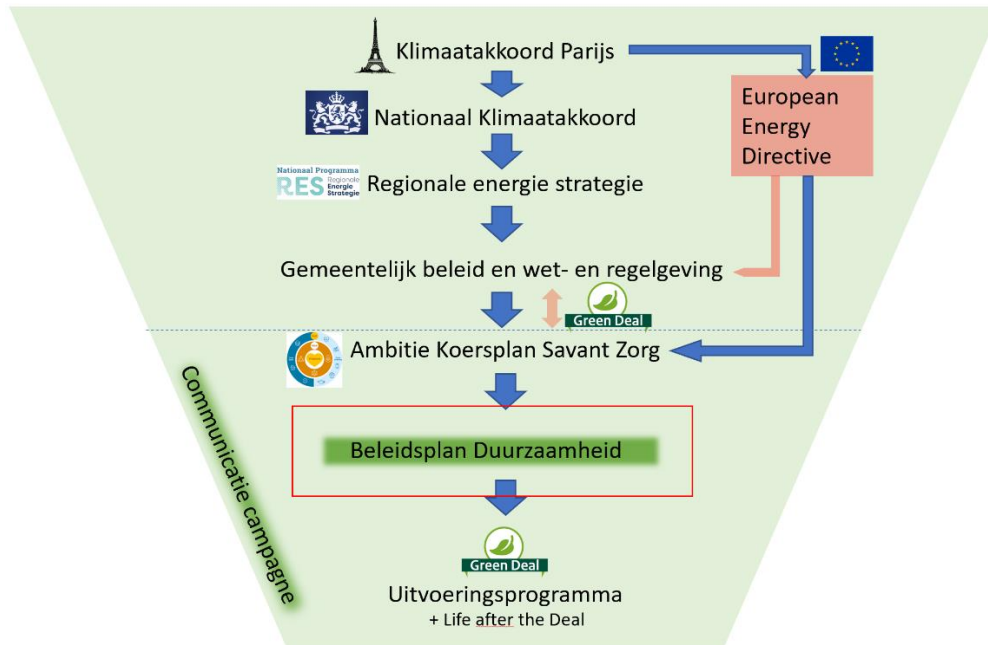 Klimaatakkoord Parijs
European
Energy
Directive
Nationaal Klimaatakkoord
Nationaal Programma
RES Regionale
Energie
Strategie
Regionale energie strategie
Gemeentelijk beleid en wet- en regelgeving
Green Deal
Ambitie Koersplan Savant Zorg
Communicatie campagne
Beleidsplan Duurzaamheid
Green Deal
Uitvoeringsprogramma
+ Life after the Deal